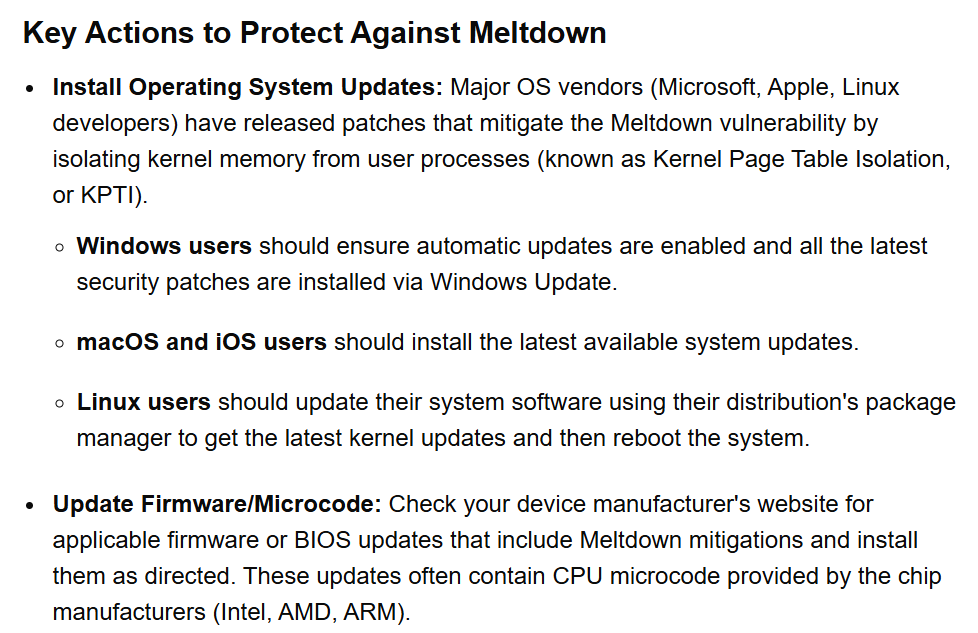 Key Actions to Protect Against Meltdown
• Install Operating System Updates: Major OS vendors (Microsoft, Apple, Linux
developers) have released patches that mitigate the Meltdown vulnerability by
isolating kernel memory from user processes (known as Kernel Page Table Isolation,
or KPTI).
◦ Windows users should ensure automatic updates are enabled and all the latest
security patches are installed via Windows Update.
◦ macOS and iOS users should install the latest available system updates.
◦ Linux users should update their system software using their distribution's package
manager to get the latest kernel updates and then reboot the system.
• Update Firmware/Microcode: Check your device manufacturer's website for
applicable firmware or BIOS updates that include Meltdown mitigations and install
them as directed. These updates often contain CPU microcode provided by the chip
manufacturers (Intel, AMD, ARM).